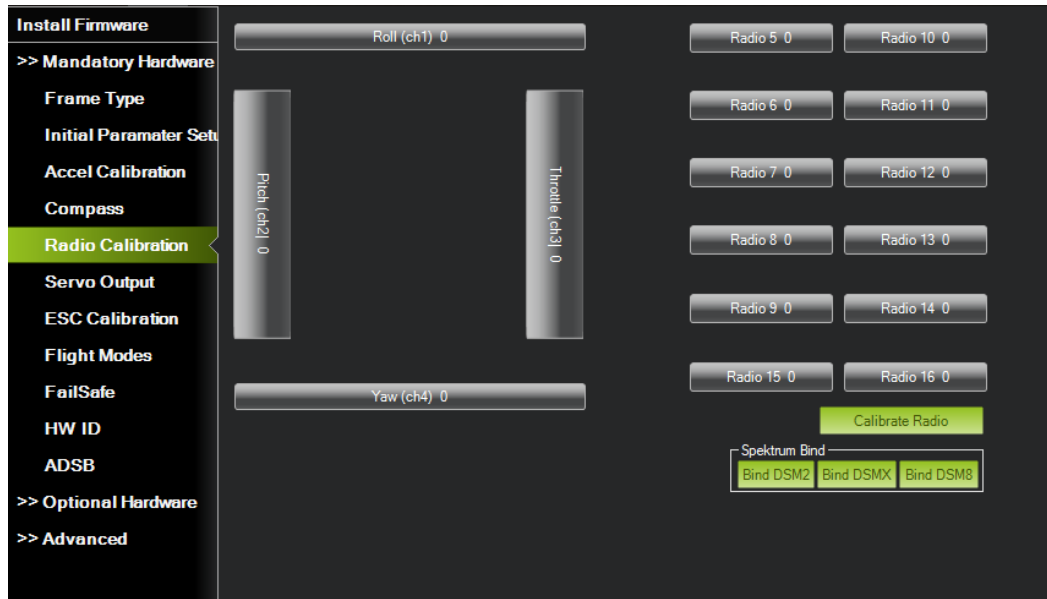 Install Firmware
>> Mandatory Hardware
Frame Type
Initial Paramater Setu
Accel Calibration
Compass
Radio Calibration
Servo Output
ESC Calibration
Flight Modes
FailSafe
HW ID
ADSB
>> Optional Hardware
>> Advanced
Roll (ch1) 0
Pitch (ch2| 0
Throttle (ch3| 0
Yaw (ch4) 0
Radio 5 0
Radio 10 0
Radio 6 0
Radio 11 0
Radio 7 0
Radio 12 0
Radio 8 0
Radio 13 0
Radio 9 0
Radio 14 0
Radio 15 0
Radio 16 0
Calibrate Radio
Spektrum Bind
Bind DSM2
Bind DSMX
Bind DSM8